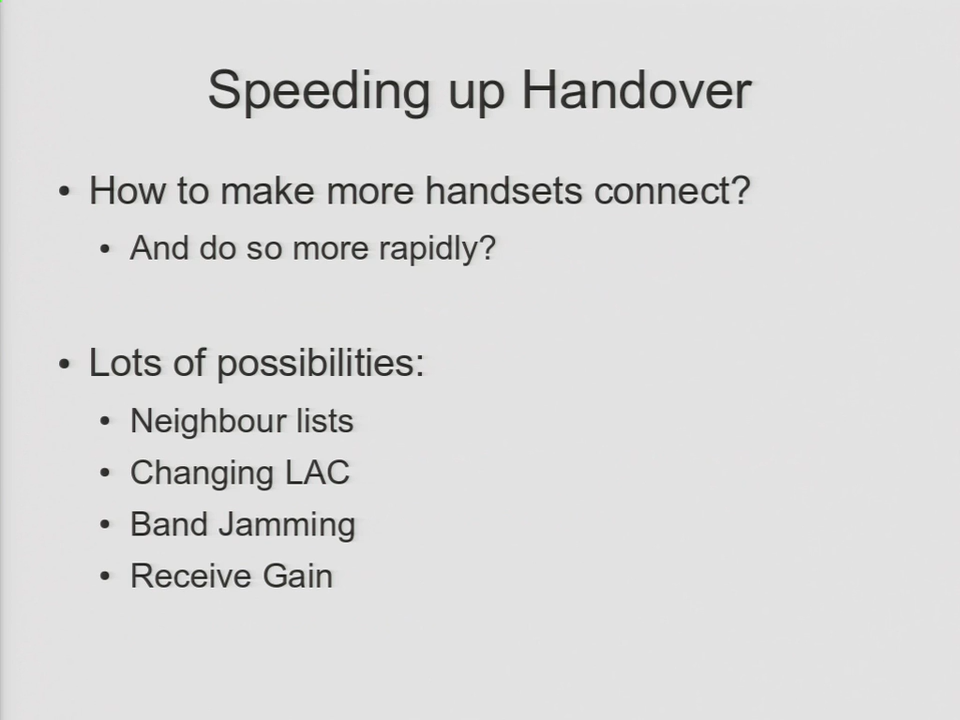 Speeding up Handover
• How to make more handsets connect?
• And do so more rapidly?
• Lots of possibilities:
• Neighbour lists
• Changing LAC
• Band Jamming
• Receive Gain